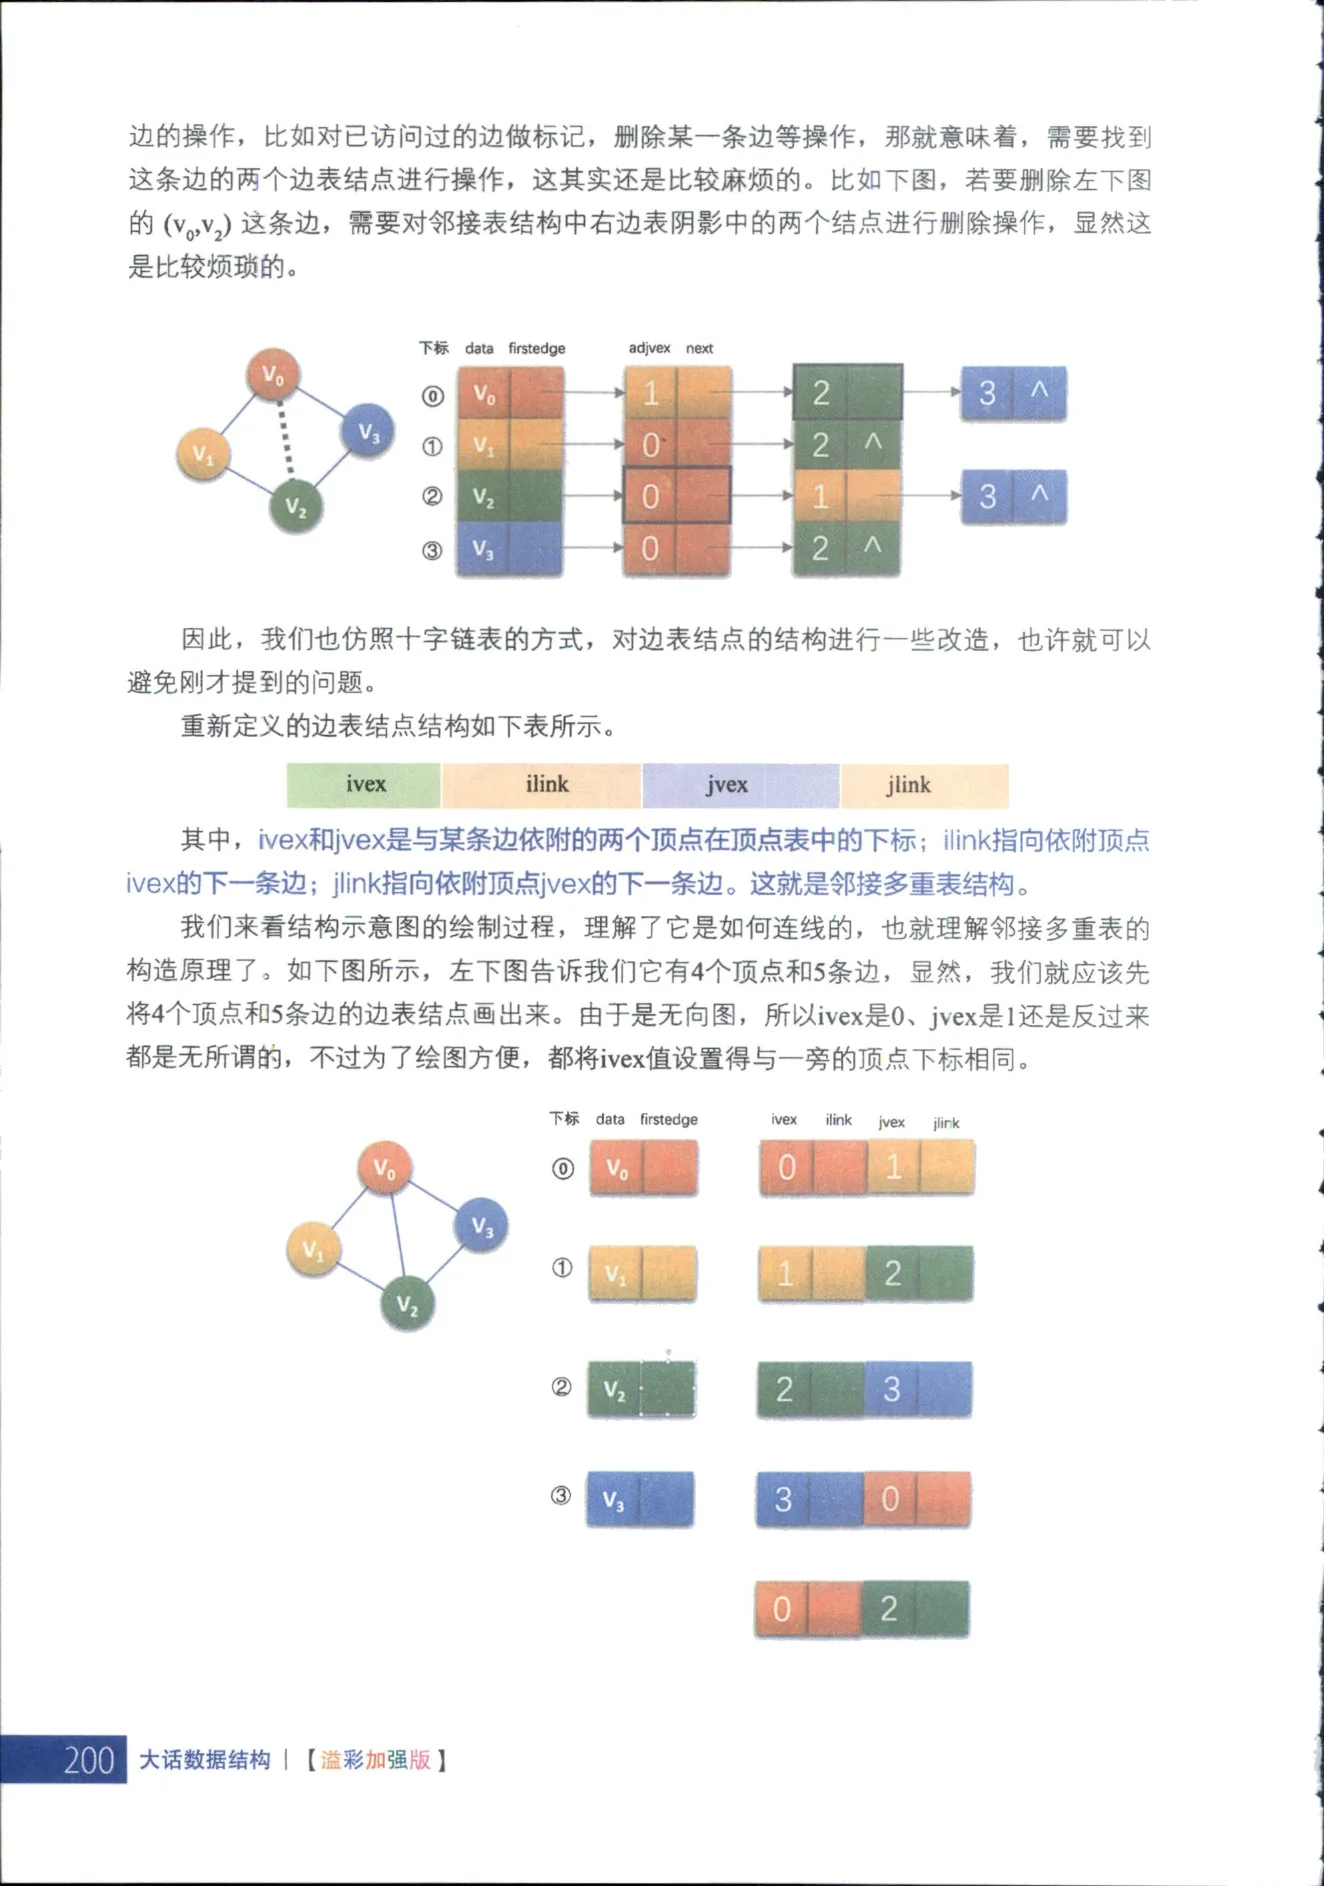 边的操作，比如对已访问过的边做标记，删除某一条边等操作，那就意味着，需要找到
这条边的两个边表结点进行操作，这其实还是比较麻烦的。比如下图，若要删除左下图
的 (v₀,v₂) 这条边，需要对邻接表结构中右边表阴影中的两个结点进行删除操作，显然这
是比较烦琐的。
下标 data firstedge adjvex next
V₀
V₃
V₁
V₂
⓪ V₀ 1 2 3 ^
① V₁ 0 2 ^
② V₂ 0 1 3 ^
③ V₃ 0 2 ^
因此，我们也仿照十字链表的方式，对边表结点的结构进行一些改造，也许就可以
避免刚才提到的问题。
重新定义的边表结点结构如下表所示。
ivex ilink jvex jlink
其中，ivex和jvex是与某条边依附的两个顶点在顶点表中的下标；ilink指向依附顶点
ivex的下一条边；jlink指向依附顶点jvex的下一条边。这就是邻接多重表结构。
我们来看结构示意图的绘制过程，理解了它是如何连线的，也就理解邻接多重表的
构造原理了。如下图所示，左下图告诉我们它有4个顶点和5条边，显然，我们就应该先
将4个顶点和5条边的边表结点画出来。由于是无向图，所以ivex是0、jvex是1还是反过来
都是无所谓的，不过为了绘图方便，都将ivex值设置得与一旁的顶点下标相同。
下标 data firstedge ivex ilink jvex jlink
V₀
V₃
V₁
V₂
⓪ V₀ 0 1
① V₁ 1 2
② V₂ 2 3
③ V₃ 3 0
0 2
200 大话数据结构 | 【溢彩加强版】